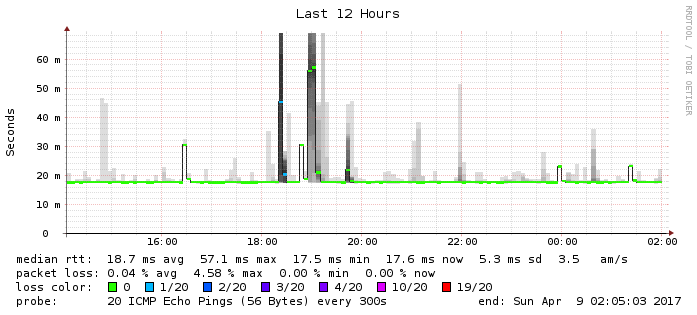 Last 12 Hours
RRDTOOL / TOBI OETIKER
Seconds
60 m
50 m
40 m
30 m
20 m
10 m
0
16:00 18:00 20:00 22:00 00:00 02:00
median rtt: 18.7 ms avg 57.1 ms max 17.5 ms min 17.6 ms now 5.3 ms sd 3.5 am/s
packet loss: 0.04 % avg 4.58 % max 0.00 % min 0.00 % now
loss color: 0 1/20 2/20 3/20 4/20 10/20 19/20
probe: 20 ICMP Echo Pings (56 Bytes) every 300s end: Sun Apr 9 02:05:03 2017